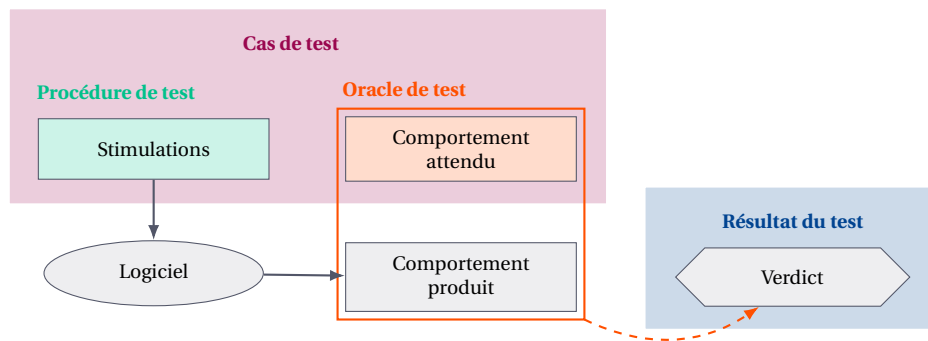 Cas de test
Procédure de test
Oracle de test
Stimulations
Comportement
attendu
Résultat du test
Logiciel
Comportement
produit
Verdict